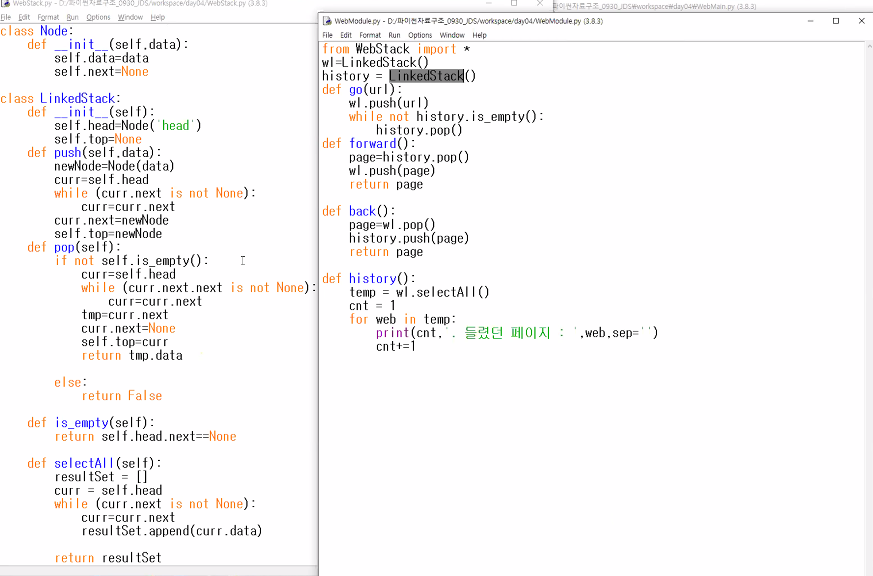 WebStack.py - D:/파이썬자료구조_0930_JDS/workspace/day04/WebStack.py (3.8.3)
File Edit Format Run Options Window Help
class Node:
    def __init__(self,data):
        self.data=data
        self.next=None
class LinkedStack:
    def __init__(self):
        self.head=Node('head')
        self.top=None
    def push(self,data):
        newNode=Node(data)
        curr=self.head
        while (curr.next is not None):
            curr=curr.next
        curr.next=newNode
        self.top=newNode
    def pop(self):
        if not self.is_empty():
            curr=self.head
            while (curr.next.next is not None):
                curr=curr.next
            tmp=curr.next
            curr.next=None
            self.top=curr
            return tmp.data
        else:
            return False
    def is_empty(self):
        return self.head.next==None
    def selectAll(self):
        resultSet = []
        curr = self.head
        while (curr.next is not None):
            curr=curr.next
            resultSet.append(curr.data)
        return resultSet
파이썬자료구조_0930_JDS\workspace\day04\WebMain.py (3.8.3)
WebModule.py - D:/파이썬자료구조_0930_JDS/workspace/day04/WebModule.py (3.8.3)
File Edit Format Run Options Window Help
from WebStack import *
wl=LinkedStack()
history = LinkedStack()
def go(url):
    wl.push(url)
    while not history.is_empty():
        history.pop()
def forward():
    page=history.pop()
    wl.push(page)
    return page
def back():
    page=wl.pop()
    history.push(page)
    return page
def history():
    temp = wl.selectAll()
    cnt = 1
    for web in temp:
        print(cnt,'. 들렸던 페이지 : ',web,sep='')
        cnt+=1